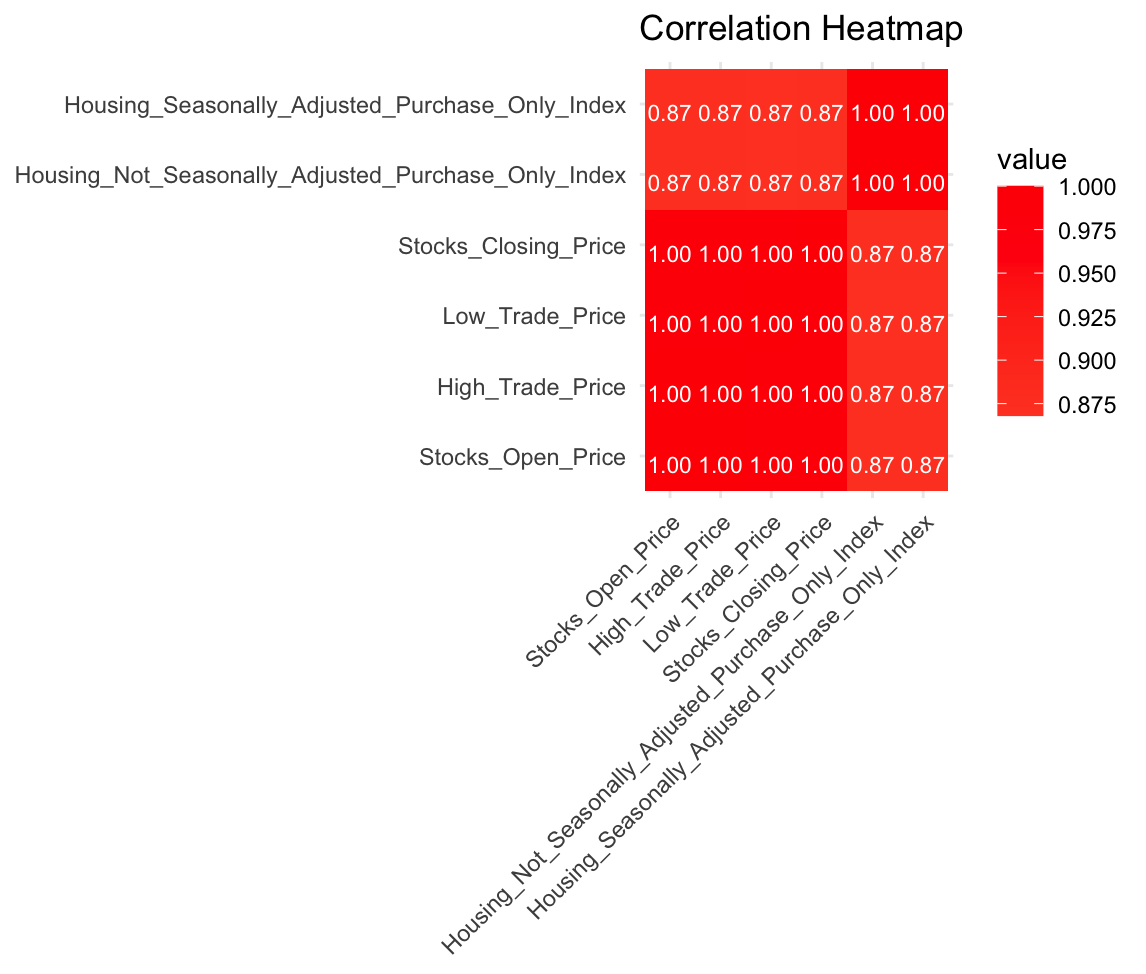 Correlation Heatmap
Housing_Seasonally_Adjusted_Purchase_Only_Index 0.87 0.87 0.87 0.87 1.00 1.00
Housing_Not_Seasonally_Adjusted_Purchase_Only_Index 0.87 0.87 0.87 0.87 1.00 1.00
Stocks_Closing_Price 1.00 1.00 1.00 1.00 0.87 0.87
Low_Trade_Price 1.00 1.00 1.00 1.00 0.87 0.87
High_Trade_Price 1.00 1.00 1.00 1.00 0.87 0.87
Stocks_Open_Price 1.00 1.00 1.00 1.00 0.87 0.87
Stocks_Open_Price
High_Trade_Price
Low_Trade_Price
Stocks_Closing_Price
Housing_Not_Seasonally_Adjusted_Purchase_Only_Index
Housing_Seasonally_Adjusted_Purchase_Only_Index
value
1.000
0.975
0.950
0.925
0.900
0.875